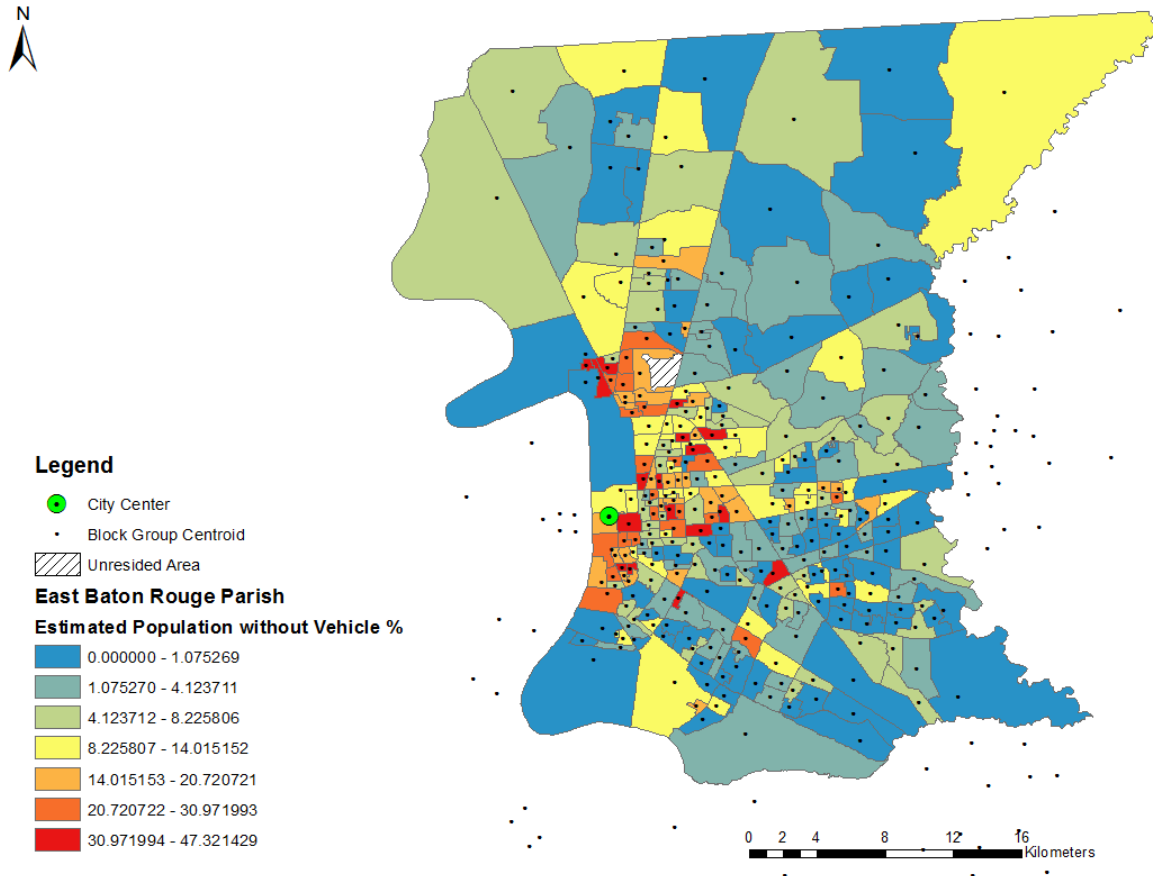 N
Legend
City Center
Block Group Centroid
Unresided Area
East Baton Rouge Parish
Estimated Population without Vehicle %
0.000000 - 1.075269
1.075270 - 4.123711
4.123712 - 8.225806
8.225807 - 14.015152
14.015153 - 20.720721
20.720722 - 30.971993
30.971994 - 47.321429
0 2 4 8 12 16
Kilometers